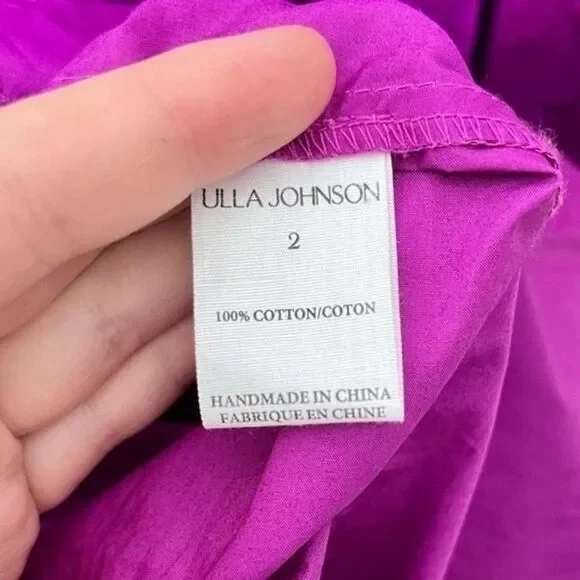 ULLA JOHNSON
2
100% COTTON/COTON
HANDMADE IN CHINA
FABRIQUE EN CHINE